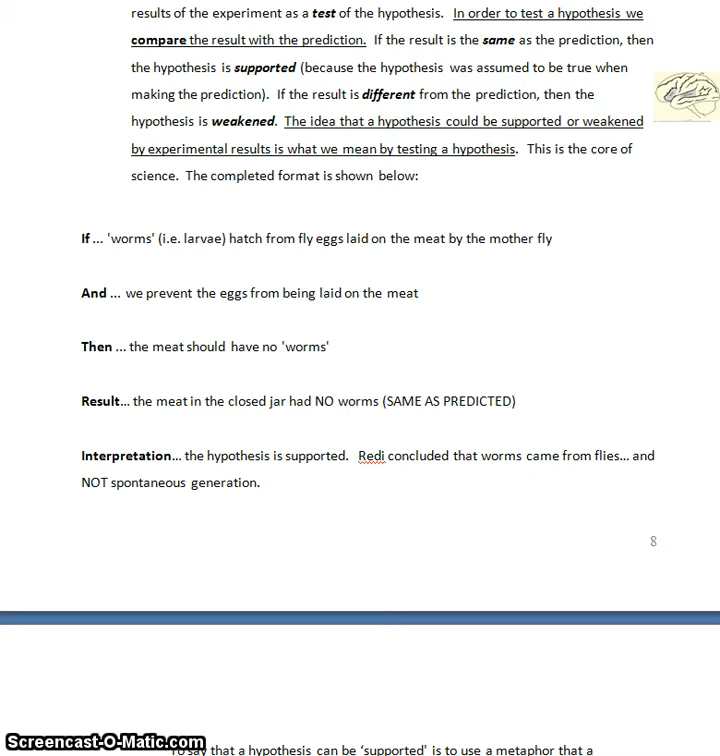 results of the experiment as a test of the hypothesis. In order to test a hypothesis we
compare the result with the prediction. If the result is the same as the prediction, then
the hypothesis is supported (because the hypothesis was assumed to be true when
making the prediction). If the result is different from the prediction, then the
hypothesis is weakened. The idea that a hypothesis could be supported or weakened
by experimental results is what we mean by testing a hypothesis. This is the core of
science. The completed format is shown below:
If ... 'worms' (i.e. larvae) hatch from fly eggs laid on the meat by the mother fly
And ... we prevent the eggs from being laid on the meat
Then ... the meat should have no 'worms'
Result... the meat in the closed jar had NO worms (SAME AS PREDICTED)
Interpretation... the hypothesis is supported. Redi concluded that worms came from flies... and
NOT spontaneous generation.
8
To say that a hypothesis can be 'supported' is to use a metaphor that a
Screencast-O-Matic.com